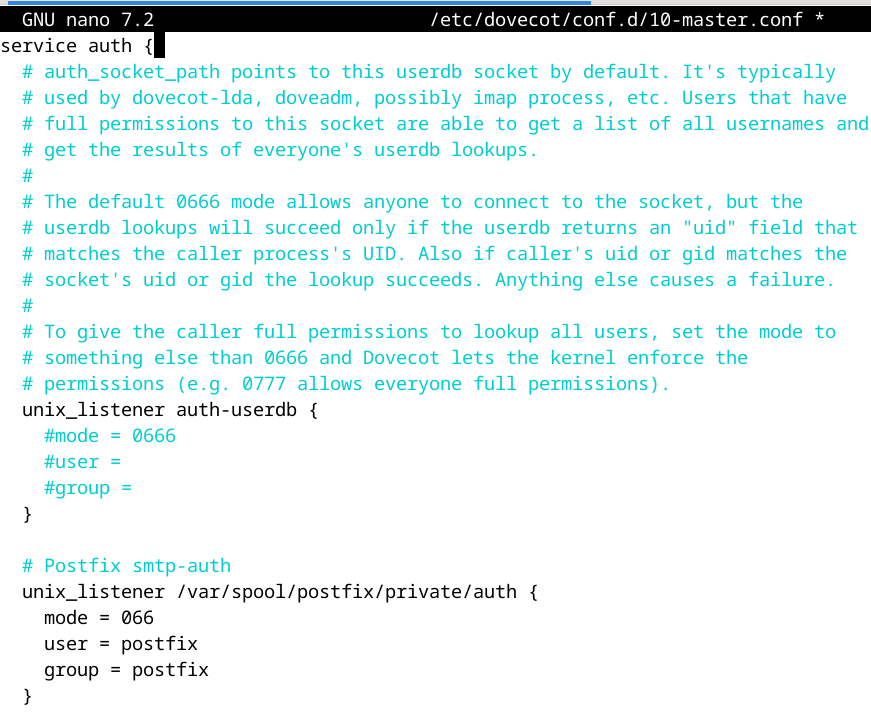 GNU nano 7.2 /etc/dovecot/conf.d/10-master.conf *
service auth {
  # auth_socket_path points to this userdb socket by default. It's typically
  # used by dovecot-lda, doveadm, possibly imap process, etc. Users that have
  # full permissions to this socket are able to get a list of all usernames and
  # get the results of everyone's userdb lookups.
  #
  # The default 0666 mode allows anyone to connect to the socket, but the
  # userdb lookups will succeed only if the userdb returns an "uid" field that
  # matches the caller process's UID. Also if caller's uid or gid matches the
  # socket's uid or gid the lookup succeeds. Anything else causes a failure.
  #
  # To give the caller full permissions to lookup all users, set the mode to
  # something else than 0666 and Dovecot lets the kernel enforce the
  # permissions (e.g. 0777 allows everyone full permissions).
  unix_listener auth-userdb {
    #mode = 0666
    #user =
    #group =
  }

  # Postfix smtp-auth
  unix_listener /var/spool/postfix/private/auth {
    mode = 066
    user = postfix
    group = postfix
  }